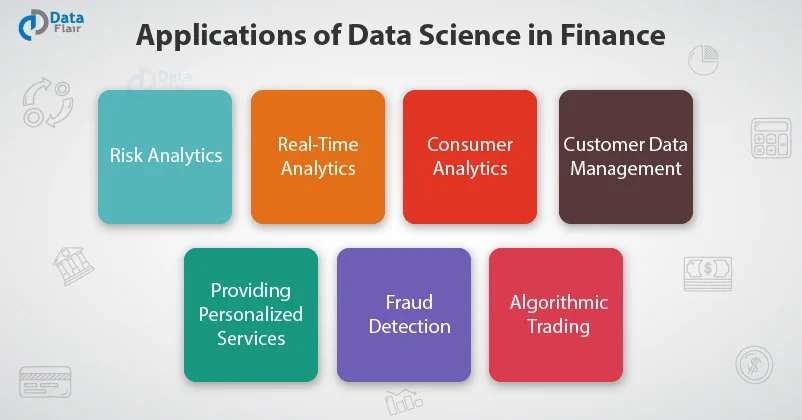 Data
Flair
Applications of Data Science in Finance
Data
Risk Analytics
Real-Time
Analytics
Consumer
Analytics
Customer Data
Management
Providing
Personalized
Services
Fraud
Detection
Algorithmic
Trading